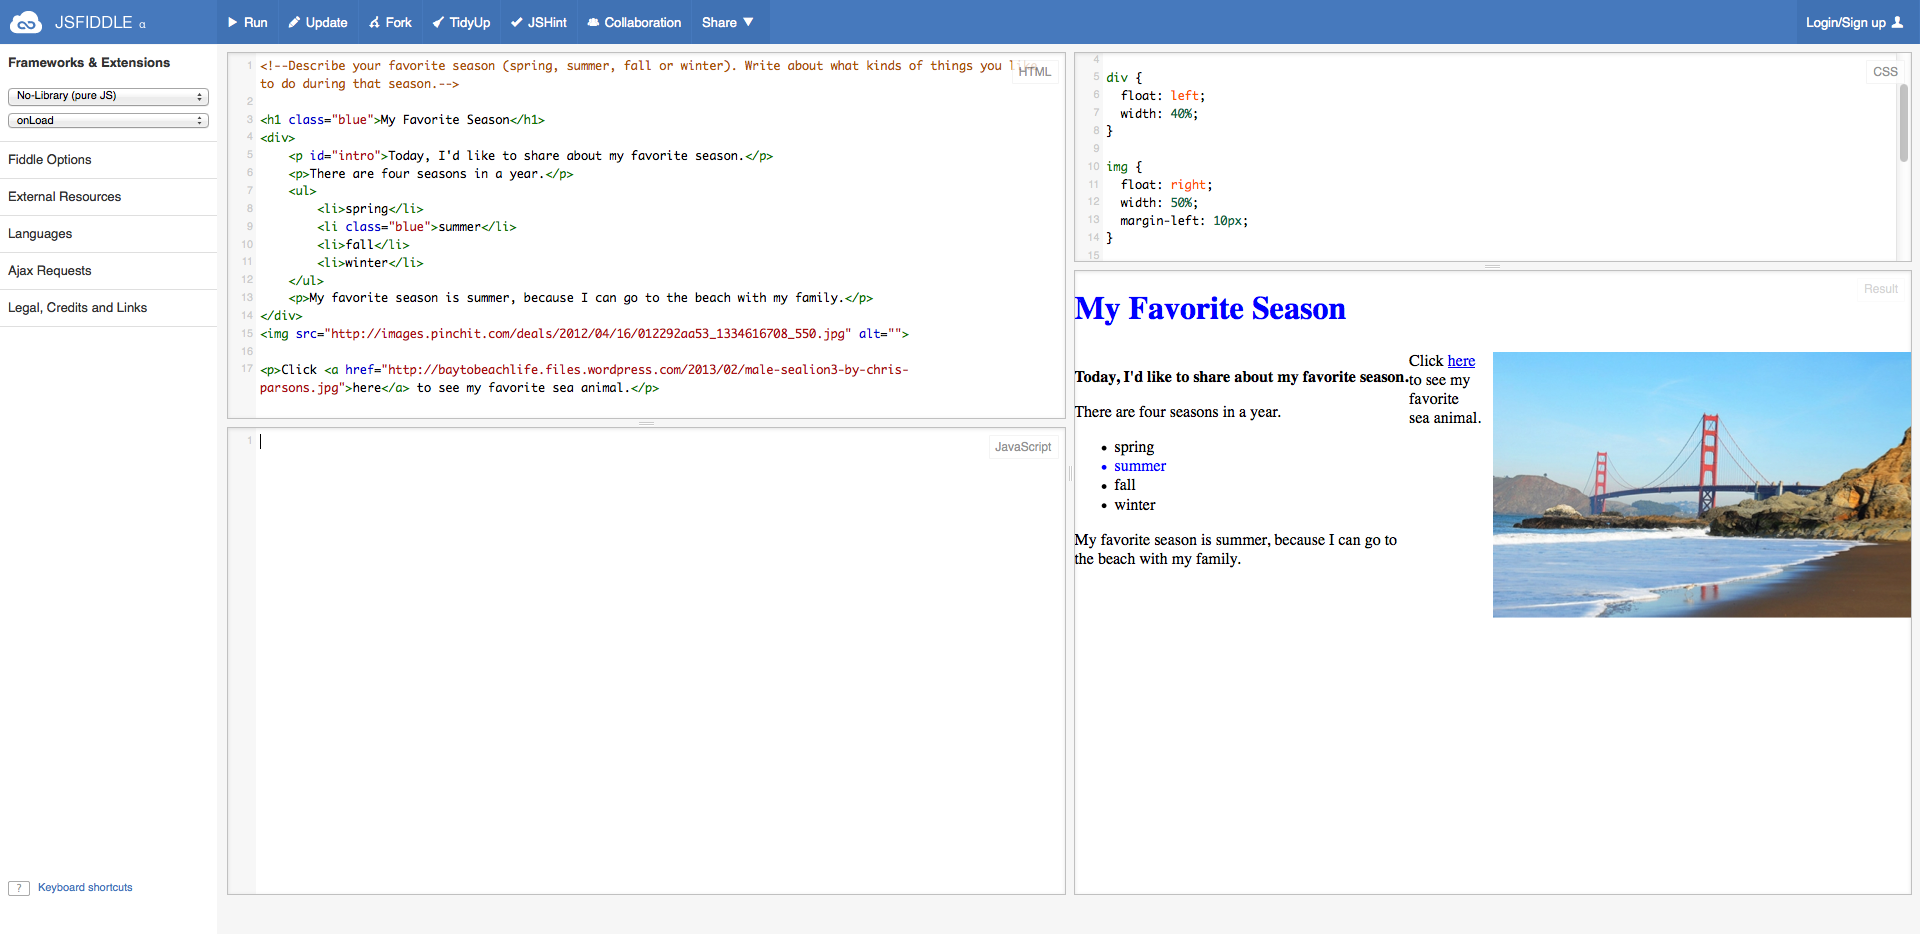 JSFIDDLE α
Run
Update
Fork
TidyUp
JSHint
Collaboration
Share ▼
Login/Sign up
Frameworks & Extensions
No-Library (pure JS)
onLoad
Fiddle Options
External Resources
Languages
Ajax Requests
Legal, Credits and Links
? Keyboard shortcuts
HTML
1 <!--Describe your favorite season (spring, summer, fall or winter). Write about what kinds of things you
to do during that season.-->
2
3 <h1 class="blue">My Favorite Season</h1>
4 <div>
5 <p id="intro">Today, I'd like to share about my favorite season.</p>
6 <p>There are four seasons in a year.</p>
7 <ul>
8 <li>spring</li>
9 <li class="blue">summer</li>
10 <li>fall</li>
11 <li>winter</li>
12 </ul>
13 <p>My favorite season is summer, because I can go to the beach with my family.</p>
14 </div>
15 <img src="http://images.pinchit.com/deals/2012/04/16/012292aa53_1334616708_550.jpg" alt="">
16
17 <p>Click <a href="http://baytobeachlife.files.wordpress.com/2013/02/male-sealion3-by-chris-
parsons.jpg">here</a> to see my favorite sea animal.</p>
JavaScript
1
CSS
4
5 div {
6 float: left;
7 width: 40%;
8 }
9
10 img {
11 float: right;
12 width: 50%;
13 margin-left: 10px;
14 }
15
Result
My Favorite Season
Today, I'd like to share about my favorite season.
There are four seasons in a year.
• spring
• summer
• fall
• winter
My favorite season is summer, because I can go to
the beach with my family.
Click here
to see my
favorite
sea animal.